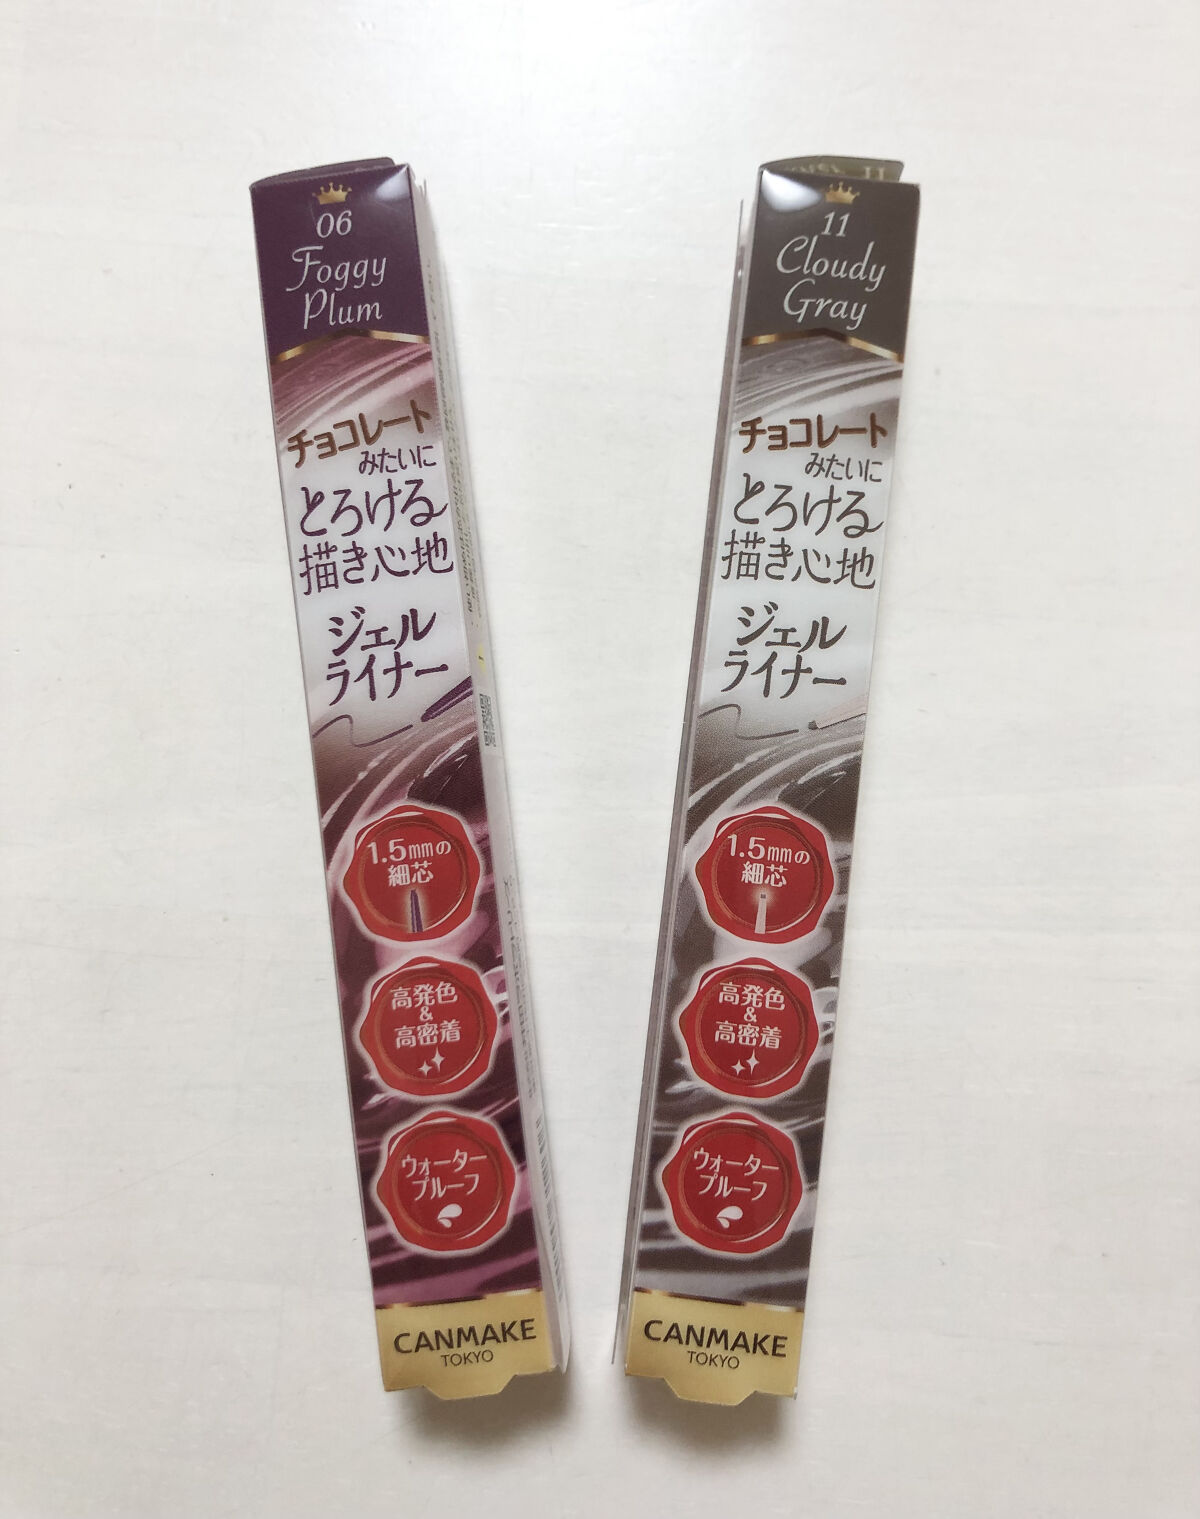 06
Foggy
Plum
チョコレート
みたいに
とろける
描き心地
ジェル
ライナー
1.5mmの
細芯
高発色
&
高密着
ウォーター
プルーフ
CANMAKE
TOKYO
11
11
Cloudy
Gray
チョコレート
みたいに
とろける
描き心地
ジェル
ライナー
1.5mmの
細芯
高発色
&
高密着
ウォーター
プルーフ
CANMAKE
TOKYO